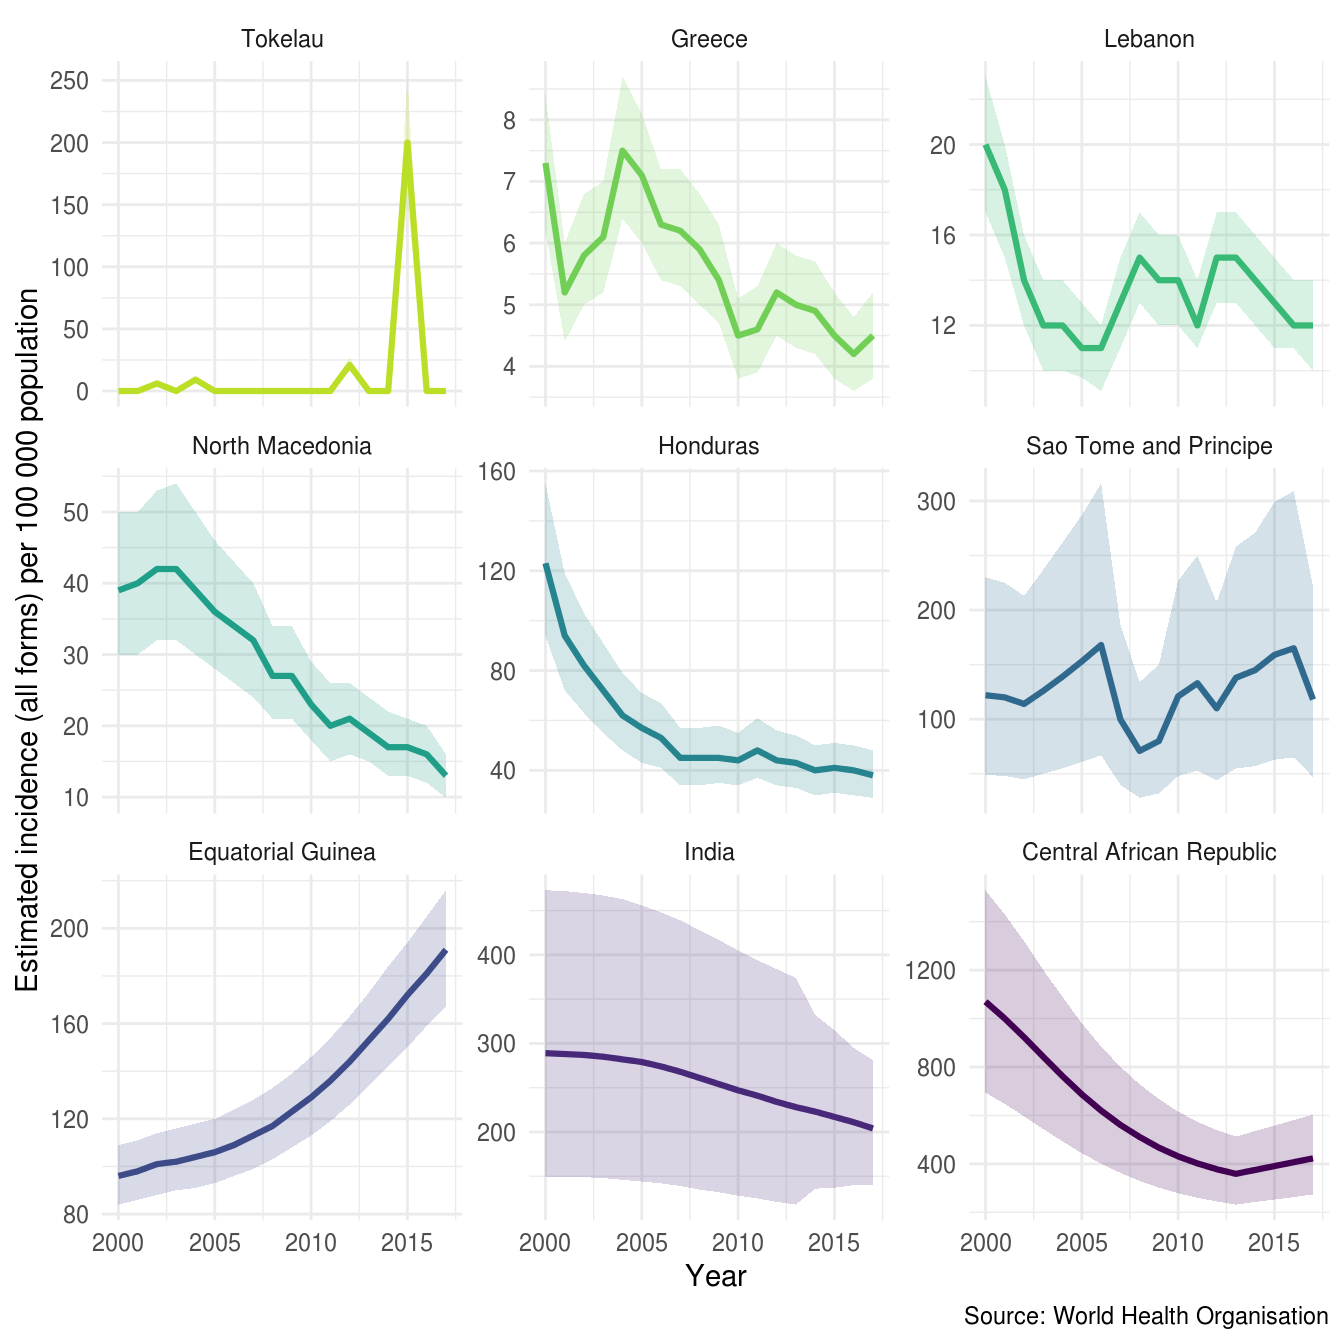 Tokelau
Greece
Lebanon
250
200
150
100
50
0
8
7
6
5
4
20
16
12
North Macedonia
Honduras
Sao Tome and Principe
50
40
30
20
10
160
120
80
40
300
200
100
Equatorial Guinea
India
Central African Republic
200
160
120
80
400
300
200
1200
800
400
2000 2005 2010 2015
2000 2005 2010 2015
2000 2005 2010 2015
Estimated incidence (all forms) per 100 000 population
Year
Source: World Health Organisation